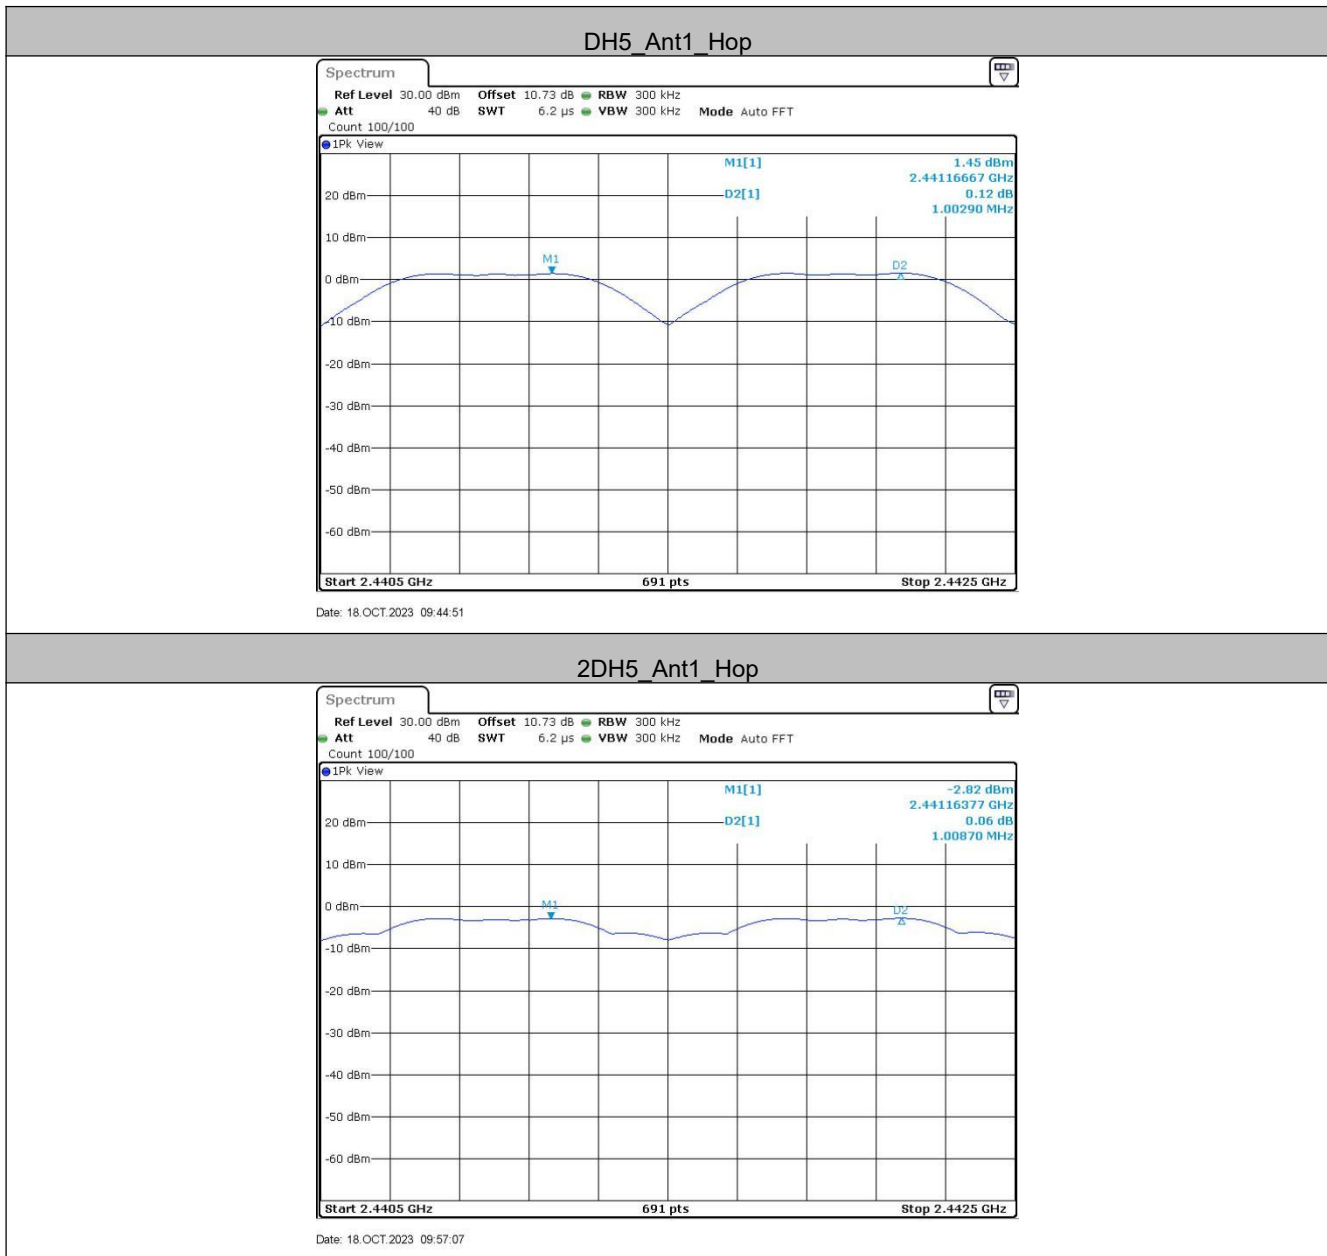 DH5_Ant1_Hop
Spectrum
Ref Level 30.00 dBm Offset 10.73 dB RBW 300 kHz
Att 40 dB SWT 6.2 µs VBW 300 kHz Mode Auto FFT
Count 100/100
1Pk View
M1[1] 1.45 dBm
2.44116667 GHz
20 dBm D2[1] 0.12 dB
1.00290 MHz
10 dBm
M1
D2
0 dBm
-10 dBm
-20 dBm
-30 dBm
-40 dBm
-50 dBm
-60 dBm
Start 2.4405 GHz 691 pts Stop 2.4425 GHz
Date: 18.OCT.2023 09:44:51
2DH5_Ant1_Hop
Spectrum
Ref Level 30.00 dBm Offset 10.73 dB RBW 300 kHz
Att 40 dB SWT 6.2 µs VBW 300 kHz Mode Auto FFT
Count 100/100
1Pk View
M1[1] -2.82 dBm
2.44116377 GHz
20 dBm D2[1] 0.06 dB
1.00870 MHz
10 dBm
0 dBm M1 D2
-10 dBm
-20 dBm
-30 dBm
-40 dBm
-50 dBm
-60 dBm
Start 2.4405 GHz 691 pts Stop 2.4425 GHz
Date: 18.OCT.2023 09:57:07